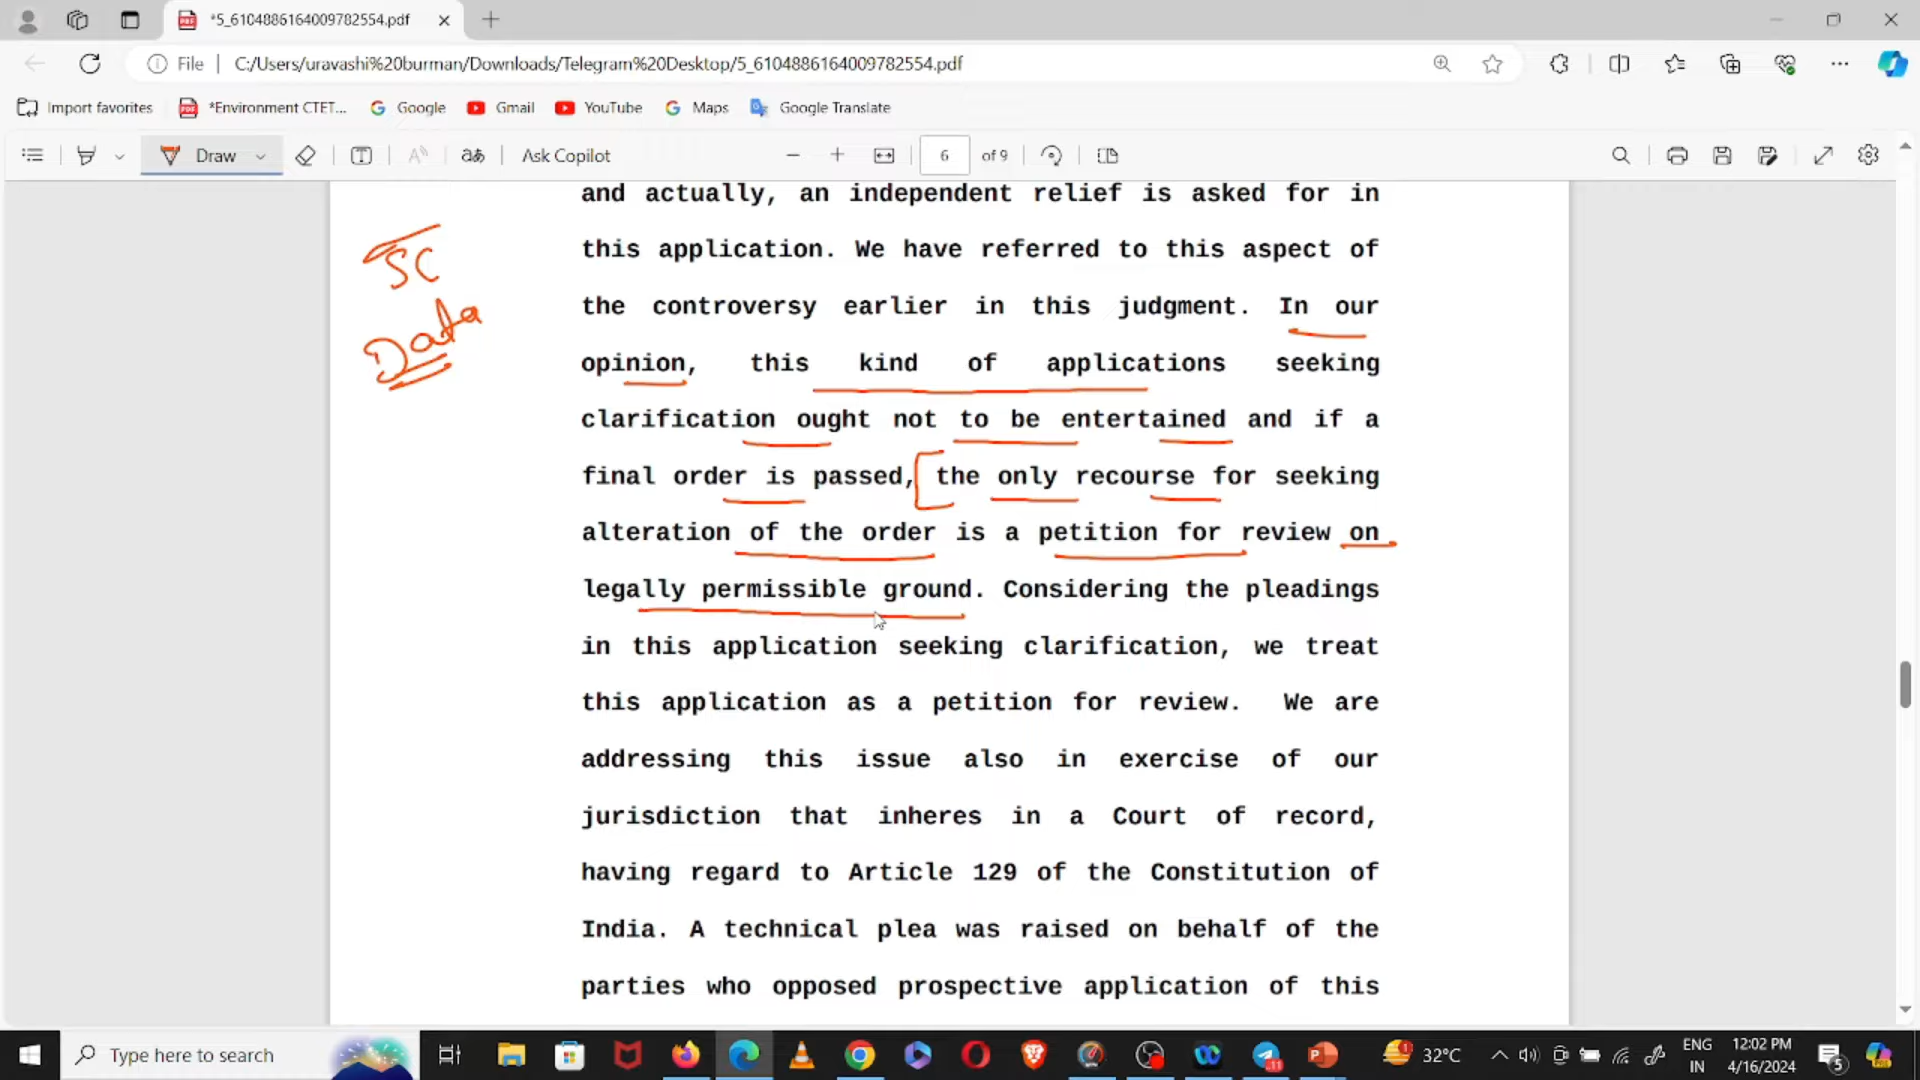 *5_6104886164009782554.pdf
File
C:/Users/uravashi%20burman/Downloads/Telegram%20Desktop/5_6104886164009782554.pdf
Import favorites
*Environment CTET...
Google
Gmail
YouTube
Maps
Google Translate
Draw
Ask Copilot
6
of 9
and actually, an independent relief is asked for in
this application. We have referred to this aspect of
the controversy earlier in this judgment. In our
opinion, this kind of applications seeking
clarification ought not to be entertained and if a
final order is passed, the only recourse for seeking
alteration of the order is a petition for review on
legally permissible ground. Considering the pleadings
in this application seeking clarification, we treat
this application as a petition for review. We are
addressing this issue also in exercise of our
jurisdiction that inheres in a Court of record,
having regard to Article 129 of the Constitution of
India. A technical plea was raised on behalf of the
parties who opposed prospective application of this
SC
Data
Type here to search
32°C
ENG
IN
12:02 PM
4/16/2024
5